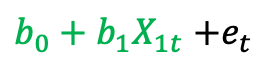 b₀ + b₁X₁ₜ +eₜ